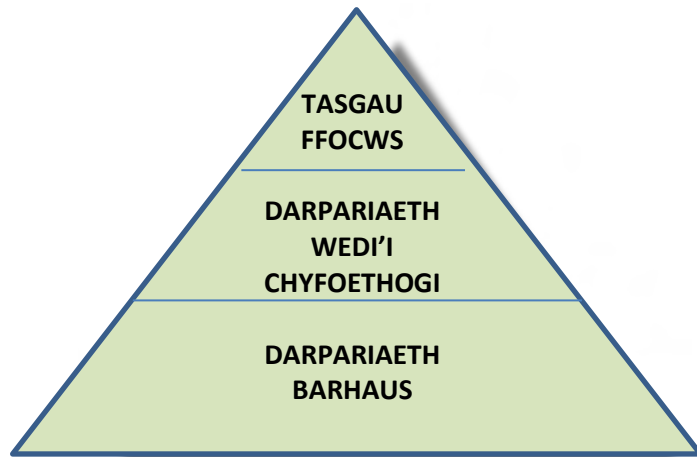 TASGAU
FFOCWS
DARPARIAETH
WEDI’I
CHYFOETHOGI
DARPARIAETH
BARHAUS